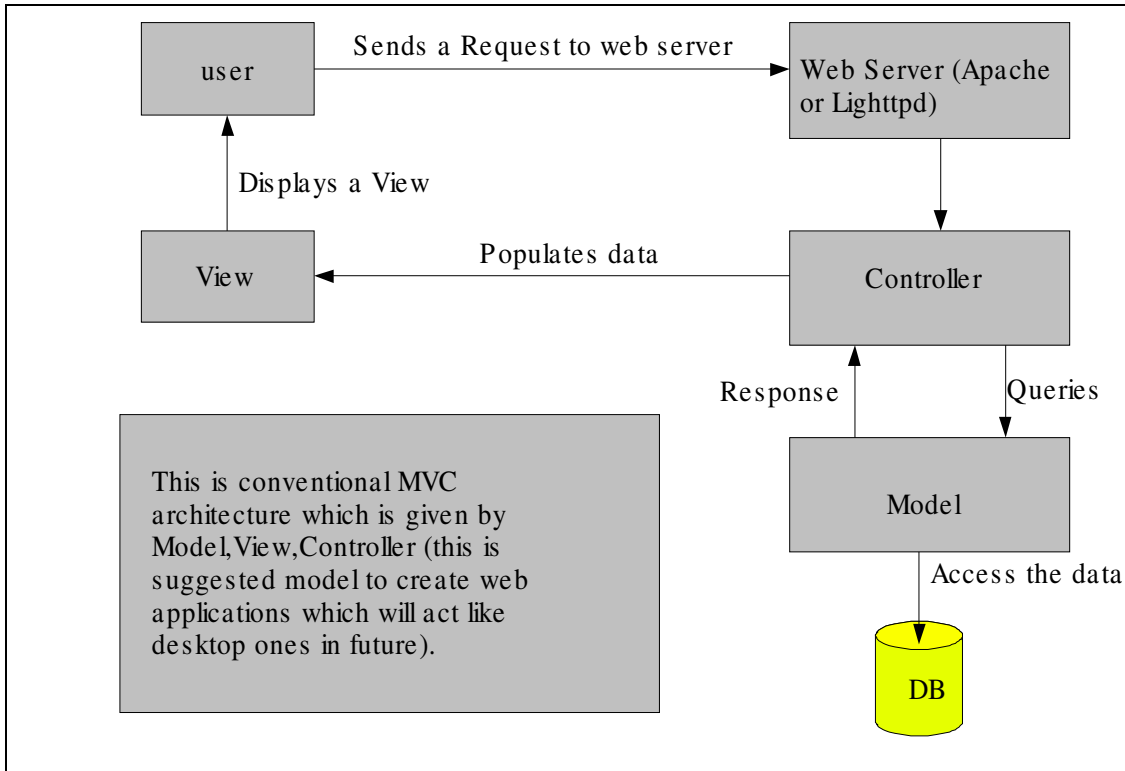 user
Sends a Request to web server
Web Server (Apache
or Lighttpd)
Displays a View
View
Populates data
Controller
Response
Queries
This is conventional MVC
architecture which is given by
Model,View,Controller (this is
suggested model to create web
applications which will act like
desktop ones in future).
Model
Access the data
DB